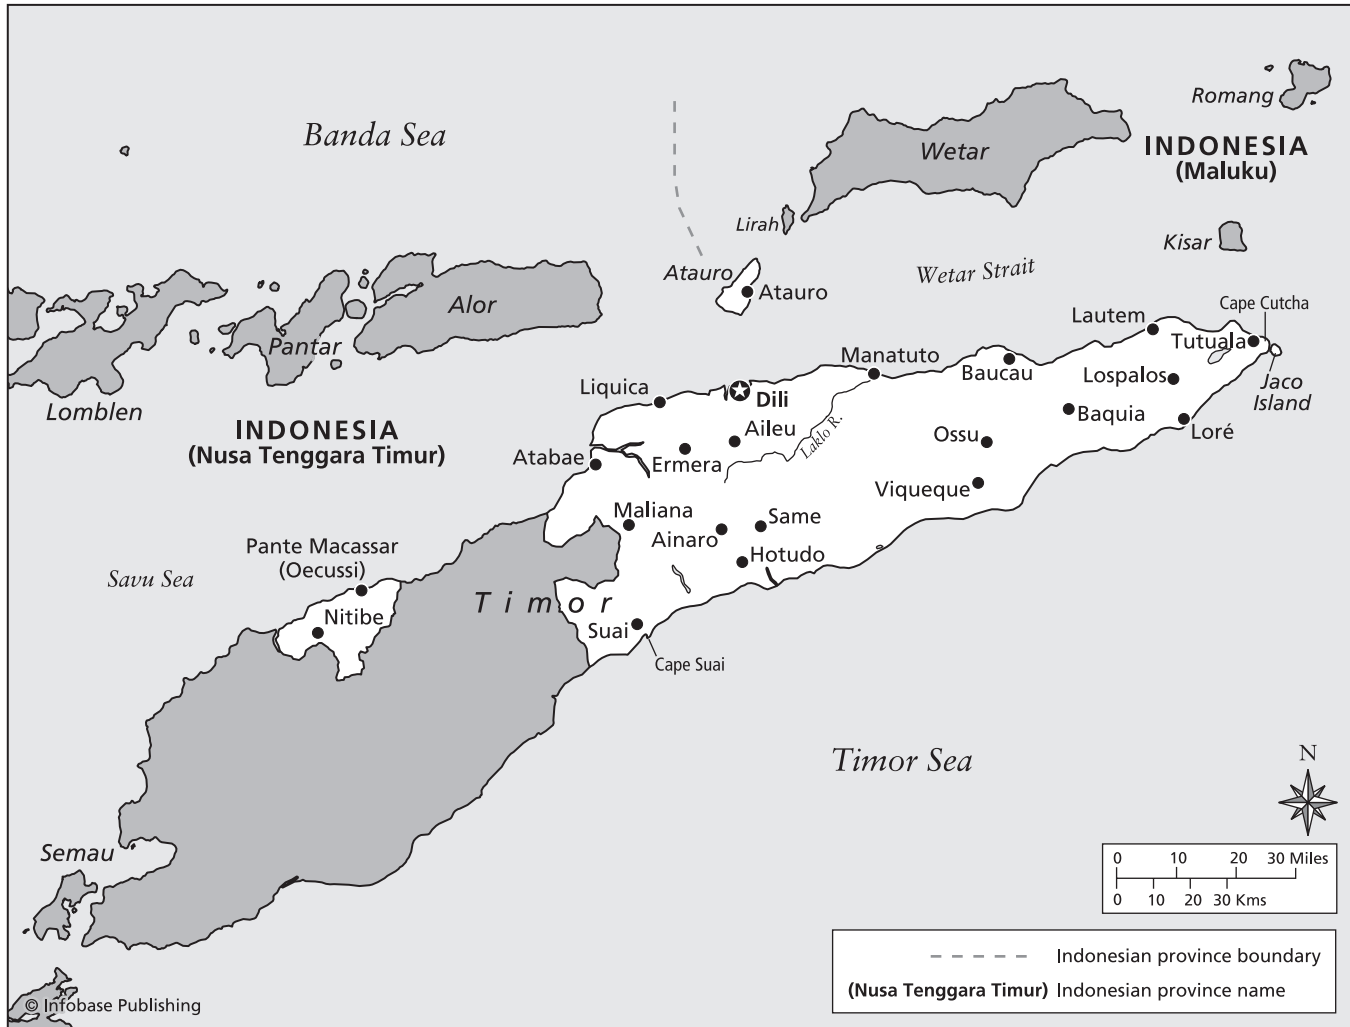 Romang
Banda Sea
INDONESIA
(Maluku)
Wetar
Lirah
Kisar
Wetar Strait
Atauro
Atauro
Cape Cutcha
Alor
Lautem
Tutuala
Pantar
Manatuto
Baucau
Lospalos
Jaco
Island
Lomblen
Liquica
Dili
Baquia
Loré
INDONESIA
(Nusa Tenggara Timur)
Aileu
Laklo R.
Ossu
Atabae
Ermera
Viqueque
Maliana
Same
Ainaro
Hotudo
Pante Macassar
(Oecussi)
Savu Sea
Timor
Nitibe
Suai
Cape Suai
Timor Sea
N
Semau
0 10 20 30 Miles
0 10 20 30 Kms
Indonesian province boundary
(Nusa Tenggara Timur) Indonesian province name
© Infobase Publishing